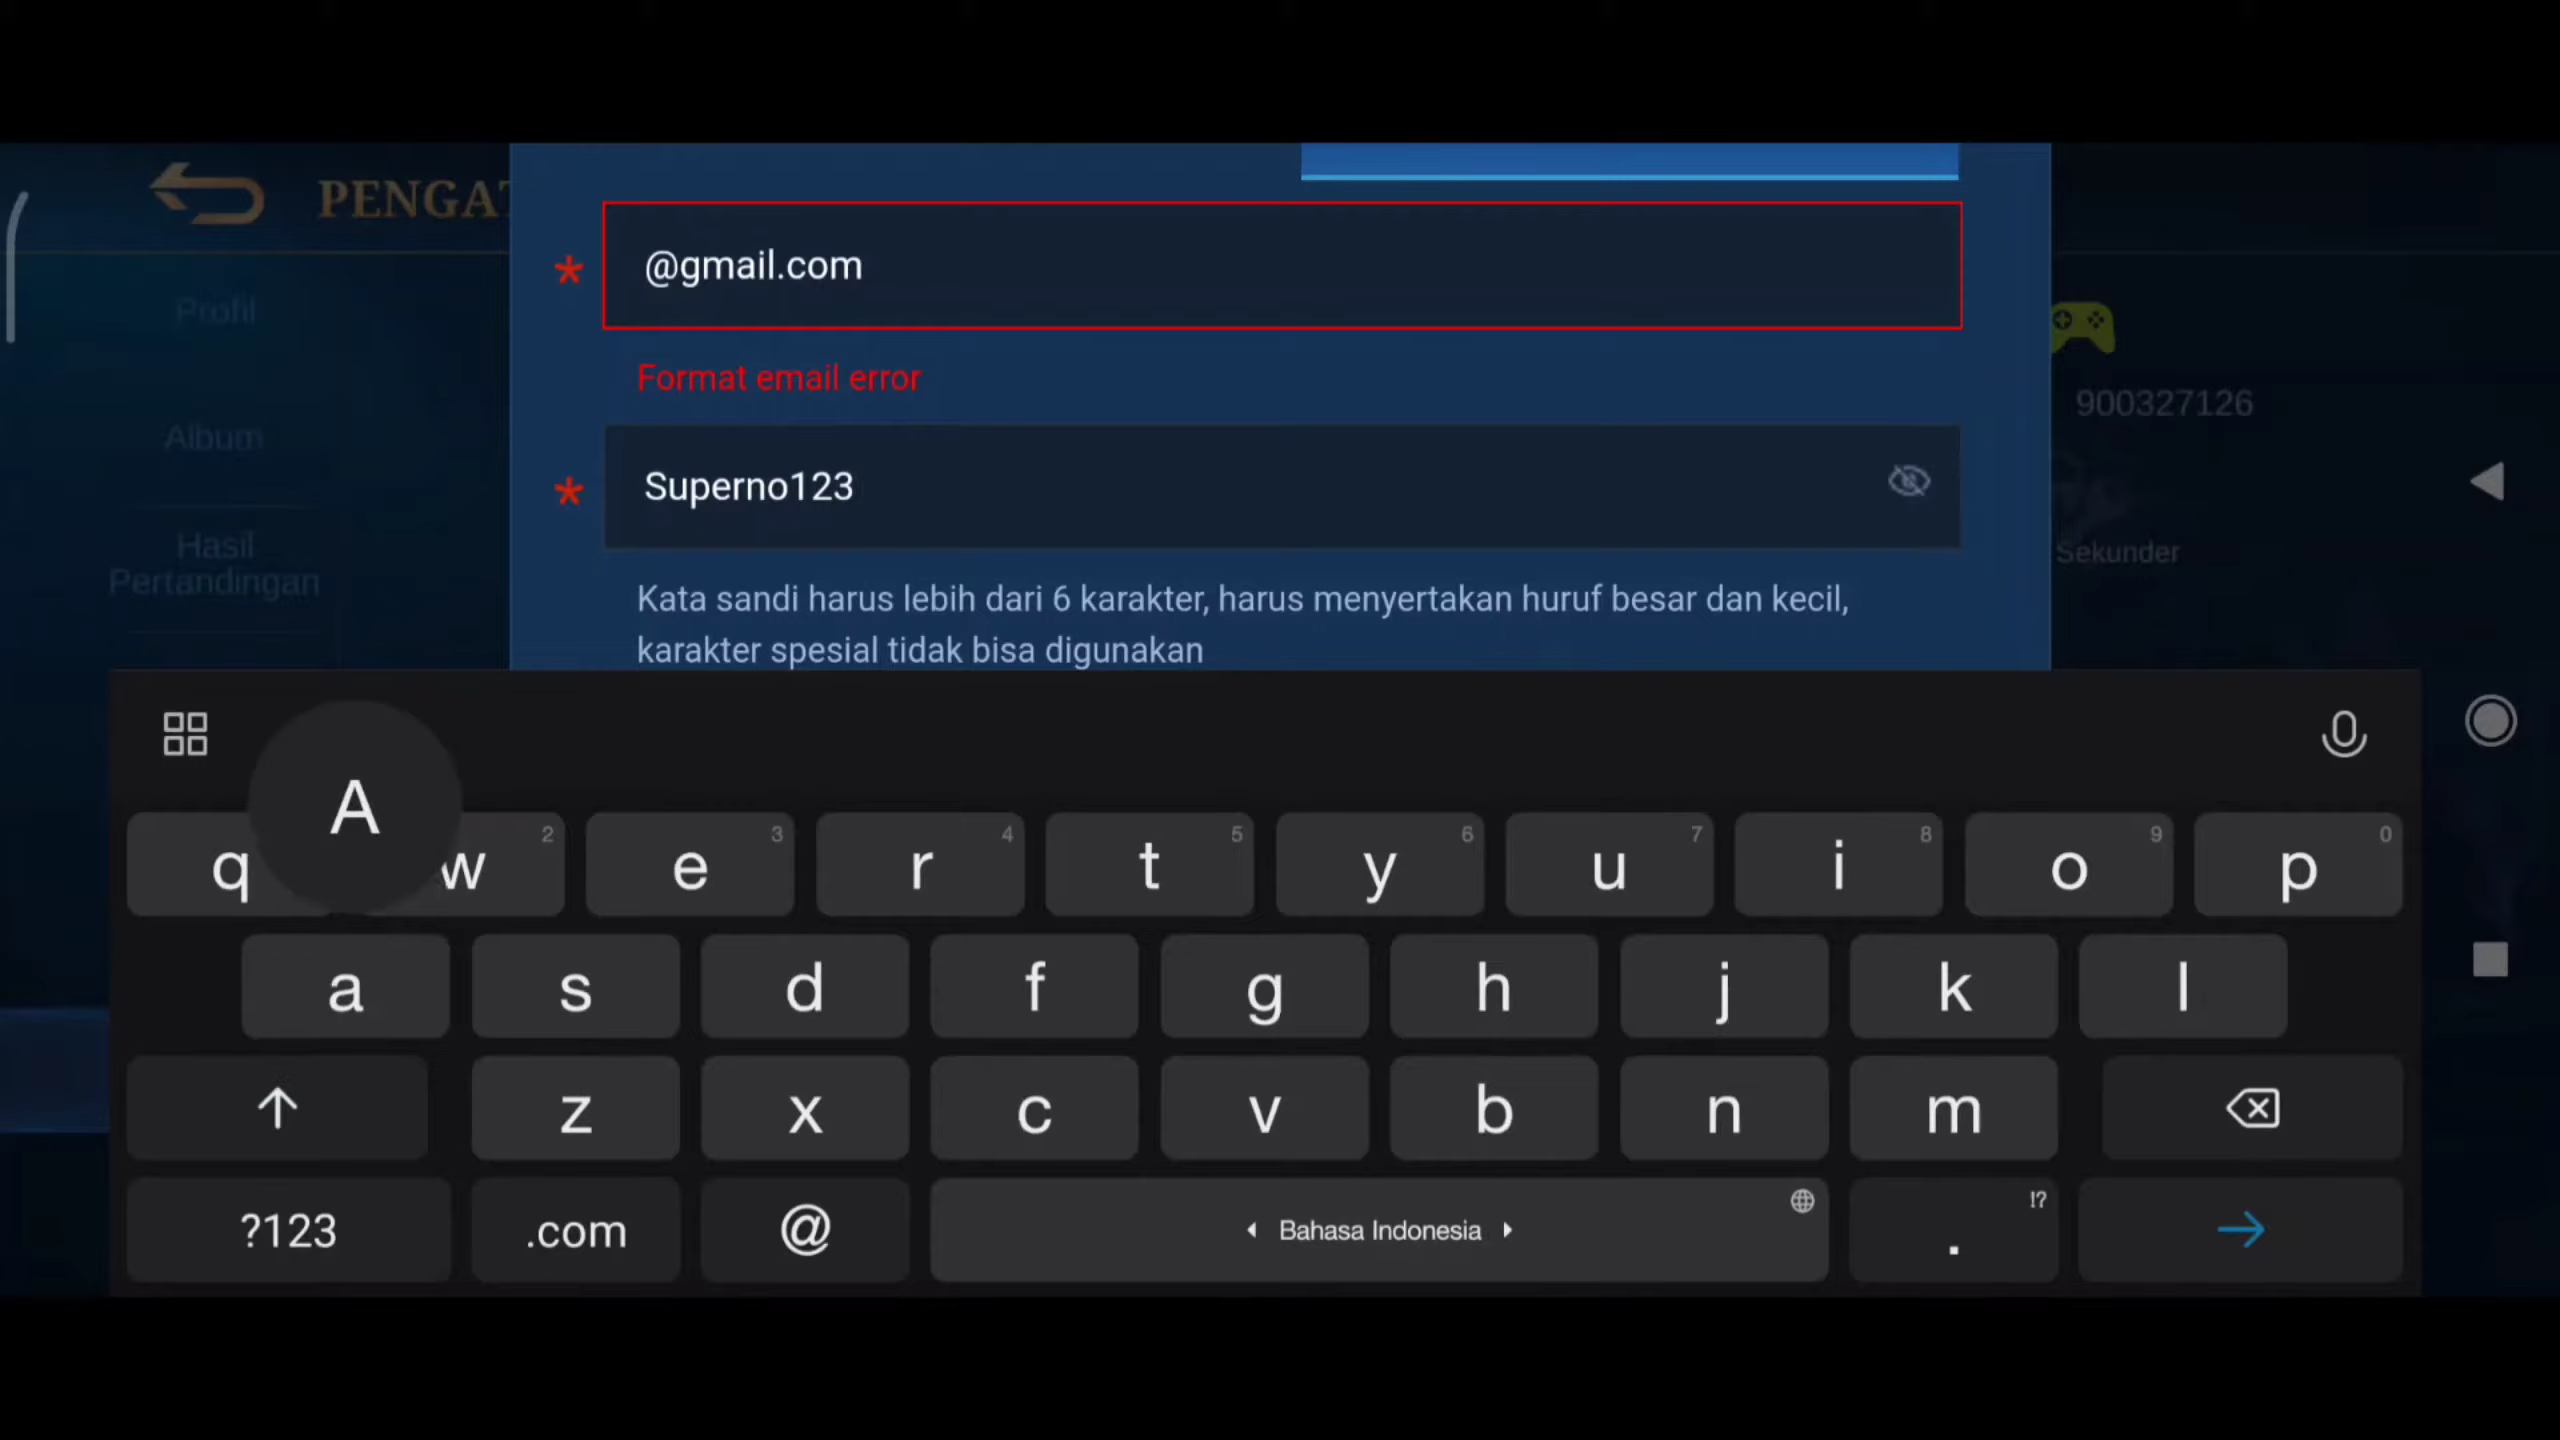 PENGAT
@gmail.com
*
Format email error
Superno123
*
Kata sandi harus lebih dari 6 karakter, harus menyertakan huruf besar dan kecil,
karakter spesial tidak bisa digunakan
Profil
Album
Hasil
Pertandingan
900327126
Sekunder
A
q w 2 e 3 r 4 t 5 y 6 u 7 i 8 o 9 p 0
a s d f g h j k l
z x c v b n m
?123 .com @ Bahasa Indonesia . !?